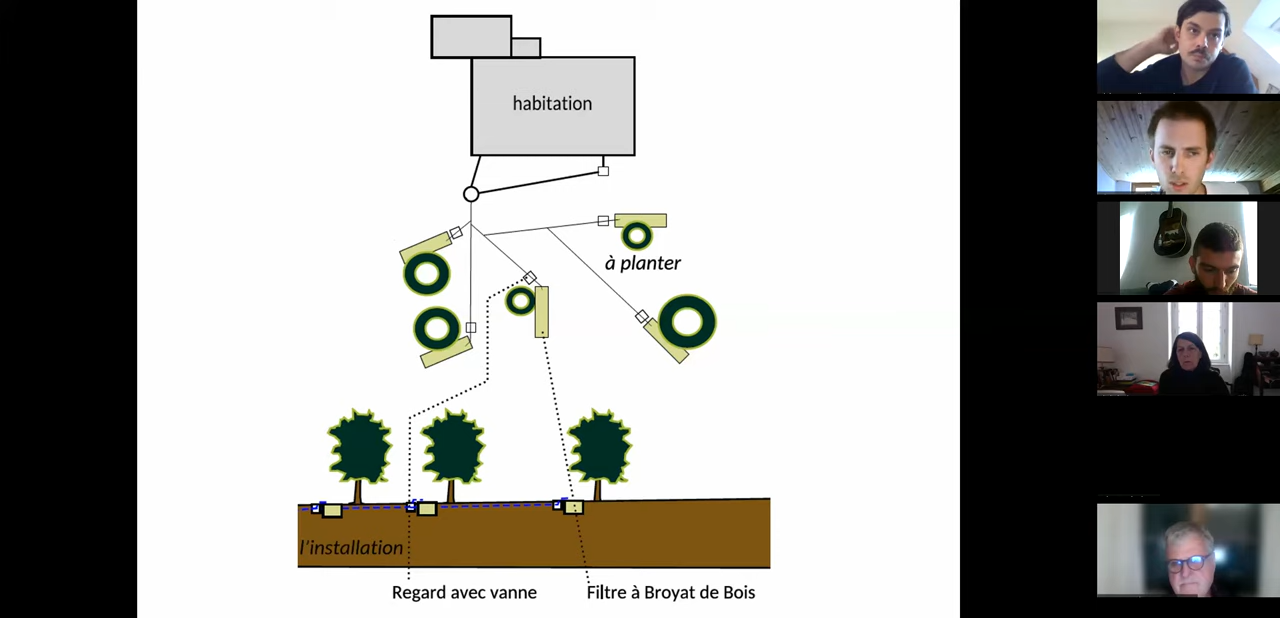 habitation
à planter
l'installation
Regard avec vanne
Filtre à Broyat de Bois